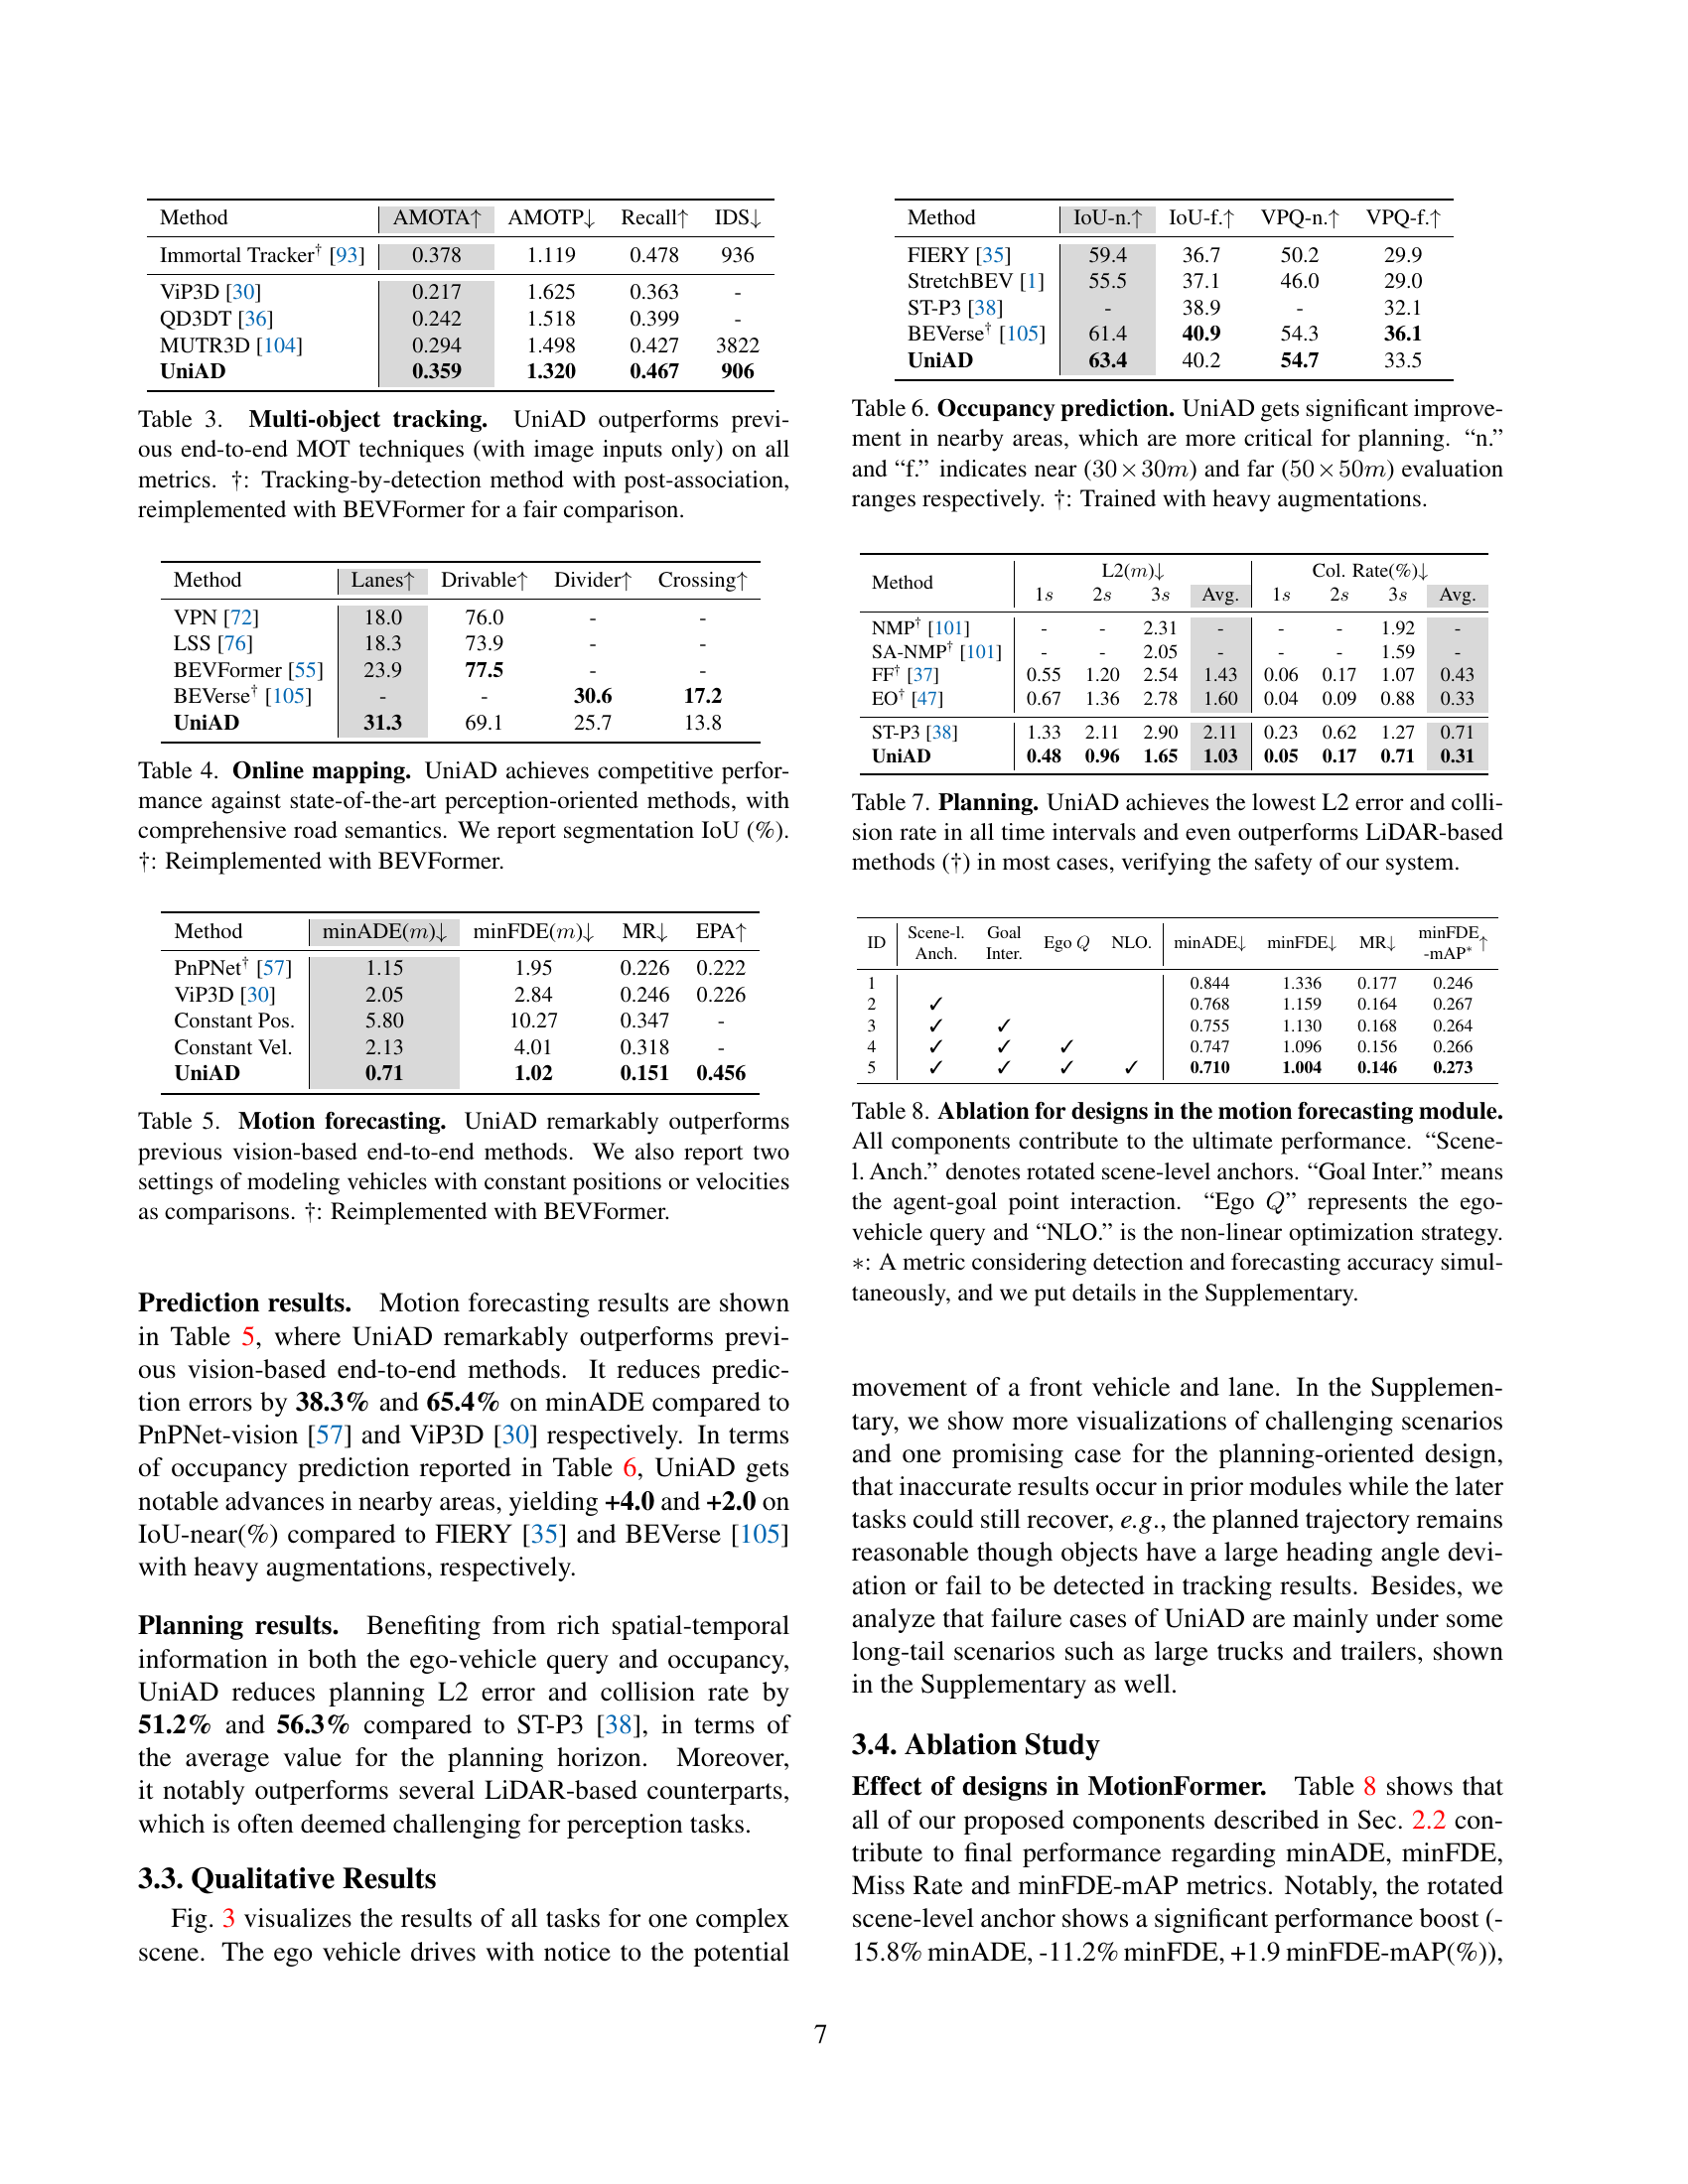 Method AMOTA↑ AMOTP↓ Recall↑ IDS↓
Immortal Tracker† [93] 0.378 1.119 0.478 936
ViP3D [30] 0.217 1.625 0.363 -
QD3DT [36] 0.242 1.518 0.399 -
MUTR3D [104] 0.294 1.498 0.427 3822
UniAD 0.359 1.320 0.467 906
Table 3. Multi-object tracking. UniAD outperforms previ-
ous end-to-end MOT techniques (with image inputs only) on all
metrics. †: Tracking-by-detection method with post-association,
reimplemented with BEVFormer for a fair comparison.
Method Lanes↑ Drivable↑ Divider↑ Crossing↑
VPN [72] 18.0 76.0 - -
LSS [76] 18.3 73.9 - -
BEVFormer [55] 23.9 77.5 - -
BEVerse† [105] - - 30.6 17.2
UniAD 31.3 69.1 25.7 13.8
Table 4. Online mapping. UniAD achieves competitive perfor-
mance against state-of-the-art perception-oriented methods, with
comprehensive road semantics. We report segmentation IoU (%).
†: Reimplemented with BEVFormer.
Method minADE(m)↓ minFDE(m)↓ MR↓ EPA↑
PnPNet† [57] 1.15 1.95 0.226 0.222
ViP3D [30] 2.05 2.84 0.246 0.226
Constant Pos. 5.80 10.27 0.347 -
Constant Vel. 2.13 4.01 0.318 -
UniAD 0.71 1.02 0.151 0.456
Table 5. Motion forecasting. UniAD remarkably outperforms
previous vision-based end-to-end methods. We also report two
settings of modeling vehicles with constant positions or velocities
as comparisons. †: Reimplemented with BEVFormer.
Prediction results. Motion forecasting results are shown
in Table 5, where UniAD remarkably outperforms previ-
ous vision-based end-to-end methods. It reduces predic-
tion errors by 38.3% and 65.4% on minADE compared to
PnPNet-vision [57] and ViP3D [30] respectively. In terms
of occupancy prediction reported in Table 6, UniAD gets
notable advances in nearby areas, yielding +4.0 and +2.0 on
IoU-near(%) compared to FIERY [35] and BEVerse [105]
with heavy augmentations, respectively.
Planning results. Benefiting from rich spatial-temporal
information in both the ego-vehicle query and occupancy,
UniAD reduces planning L2 error and collision rate by
51.2% and 56.3% compared to ST-P3 [38], in terms of
the average value for the planning horizon. Moreover,
it notably outperforms several LiDAR-based counterparts,
which is often deemed challenging for perception tasks.
3.3. Qualitative Results
Fig. 3 visualizes the results of all tasks for one complex
scene. The ego vehicle drives with notice to the potential
Method IoU-n.↑ IoU-f.↑ VPQ-n.↑ VPQ-f.↑
FIERY [35] 59.4 36.7 50.2 29.9
StretchBEV [1] 55.5 37.1 46.0 29.0
ST-P3 [38] - 38.9 - 32.1
BEVerse† [105] 61.4 40.9 54.3 36.1
UniAD 63.4 40.2 54.7 33.5
Table 6. Occupancy prediction. UniAD gets significant improve-
ment in nearby areas, which are more critical for planning. “n.”
and “f.” indicates near (30×30m) and far (50×50m) evaluation
ranges respectively. †: Trained with heavy augmentations.
Method L2(m)↓ Col. Rate(%)↓
1s 2s 3s Avg. 1s 2s 3s Avg.
NMP† [101] - - 2.31 - - - 1.92 -
SA-NMP† [101] - - 2.05 - - - 1.59 -
FF† [37] 0.55 1.20 2.54 1.43 0.06 0.17 1.07 0.43
EO† [47] 0.67 1.36 2.78 1.60 0.04 0.09 0.88 0.33
ST-P3 [38] 1.33 2.11 2.90 2.11 0.23 0.62 1.27 0.71
UniAD 0.48 0.96 1.65 1.03 0.05 0.17 0.71 0.31
Table 7. Planning. UniAD achieves the lowest L2 error and colli-
sion rate in all time intervals and even outperforms LiDAR-based
methods (†) in most cases, verifying the safety of our system.
ID Scene-l. Anch. Goal Inter. Ego Q NLO. minADE↓ minFDE↓ MR↓ minFDE -mAP*↑
1 0.844 1.336 0.177 0.246
2 ✓ 0.768 1.159 0.164 0.267
3 ✓ ✓ 0.755 1.130 0.168 0.264
4 ✓ ✓ ✓ 0.747 1.096 0.156 0.266
5 ✓ ✓ ✓ ✓ 0.710 1.004 0.146 0.273
Table 8. Ablation for designs in the motion forecasting module.
All components contribute to the ultimate performance. “Scene-
l. Anch.” denotes rotated scene-level anchors. “Goal Inter.” means
the agent-goal point interaction. “Ego Q” represents the ego-
vehicle query and “NLO.” is the non-linear optimization strategy.
∗: A metric considering detection and forecasting accuracy simul-
taneously, and we put details in the Supplementary.
movement of a front vehicle and lane. In the Supplemen-
tary, we show more visualizations of challenging scenarios
and one promising case for the planning-oriented design,
that inaccurate results occur in prior modules while the later
tasks could still recover, e.g., the planned trajectory remains
reasonable though objects have a large heading angle devi-
ation or fail to be detected in tracking results. Besides, we
analyze that failure cases of UniAD are mainly under some
long-tail scenarios such as large trucks and trailers, shown
in the Supplementary as well.
3.4. Ablation Study
Effect of designs in MotionFormer. Table 8 shows that
all of our proposed components described in Sec. 2.2 con-
tribute to final performance regarding minADE, minFDE,
Miss Rate and minFDE-mAP metrics. Notably, the rotated
scene-level anchor shows a significant performance boost (-
15.8% minADE, -11.2% minFDE, +1.9 minFDE-mAP(%)),
7